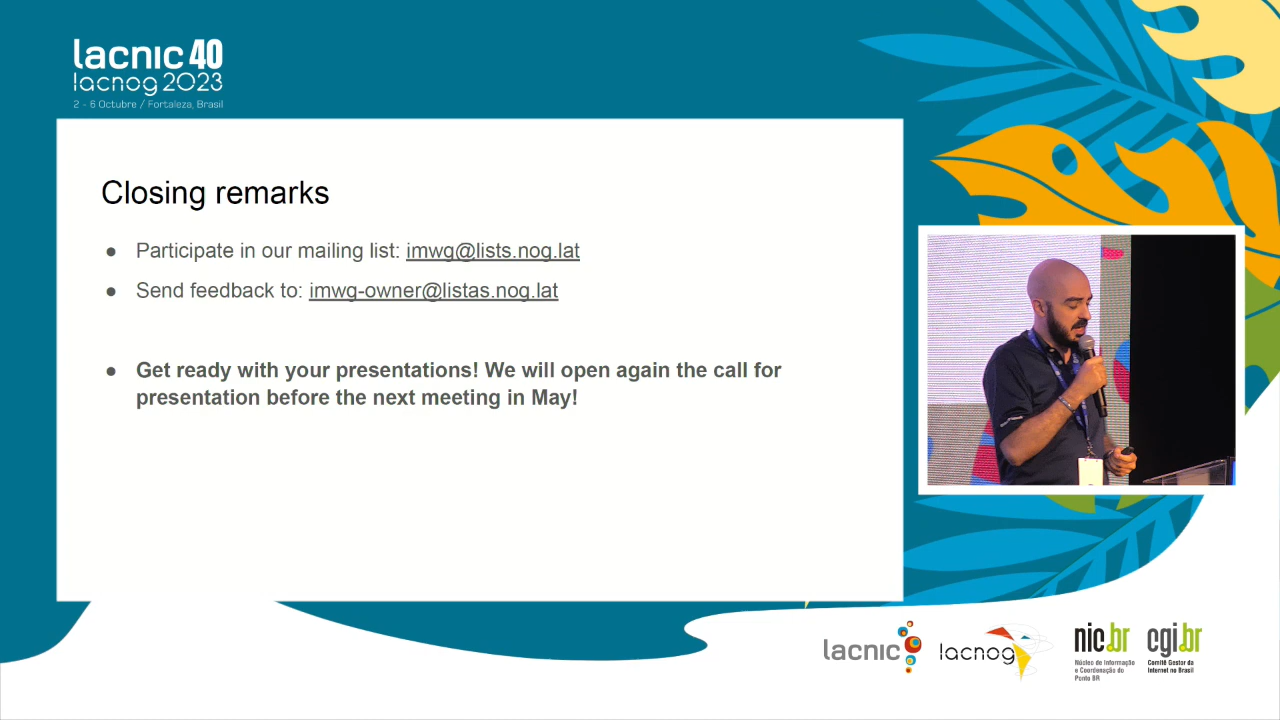 lacnic 40
lacnog 2023
2 - 6 Octubre / Fortaleza, Brasil
Closing remarks
● Participate in our mailing list: imwg@lists.nog.lat
● Send feedback to: imwg-owner@listas.nog.lat
● Get ready with your presentations! We will open again the call for
presentation before the next meeting in May!
lacnic
lacnog
nic.br
Núcleo de Informação
e Coordenação do
Ponto BR
cgi.br
Comitê Gestor da
Internet no Brasil